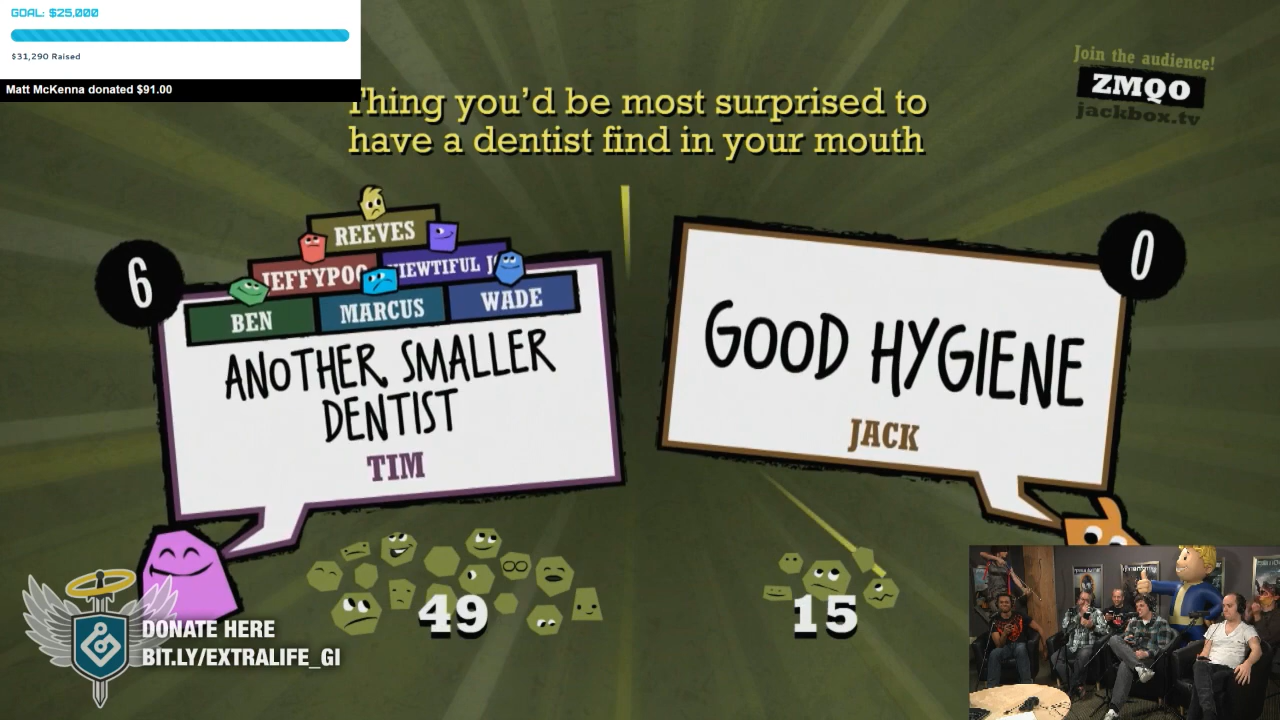 GOAL: $25,000
$31,290 Raised
Matt McKenna donated $91.00
Join the audience!
ZMQO
jackbox.tv
Thing you'd be most surprised to
have a dentist find in your mouth
6
REEVES
JEFFYPOO
VIEWTIFUL J
BEN
MARCUS
WADE
ANOTHER, SMALLER
DENTIST
TIM
0
GOOD HYGIENE
JACK
49
15
DONATE HERE
BIT.LY/EXTRALIFE_GI